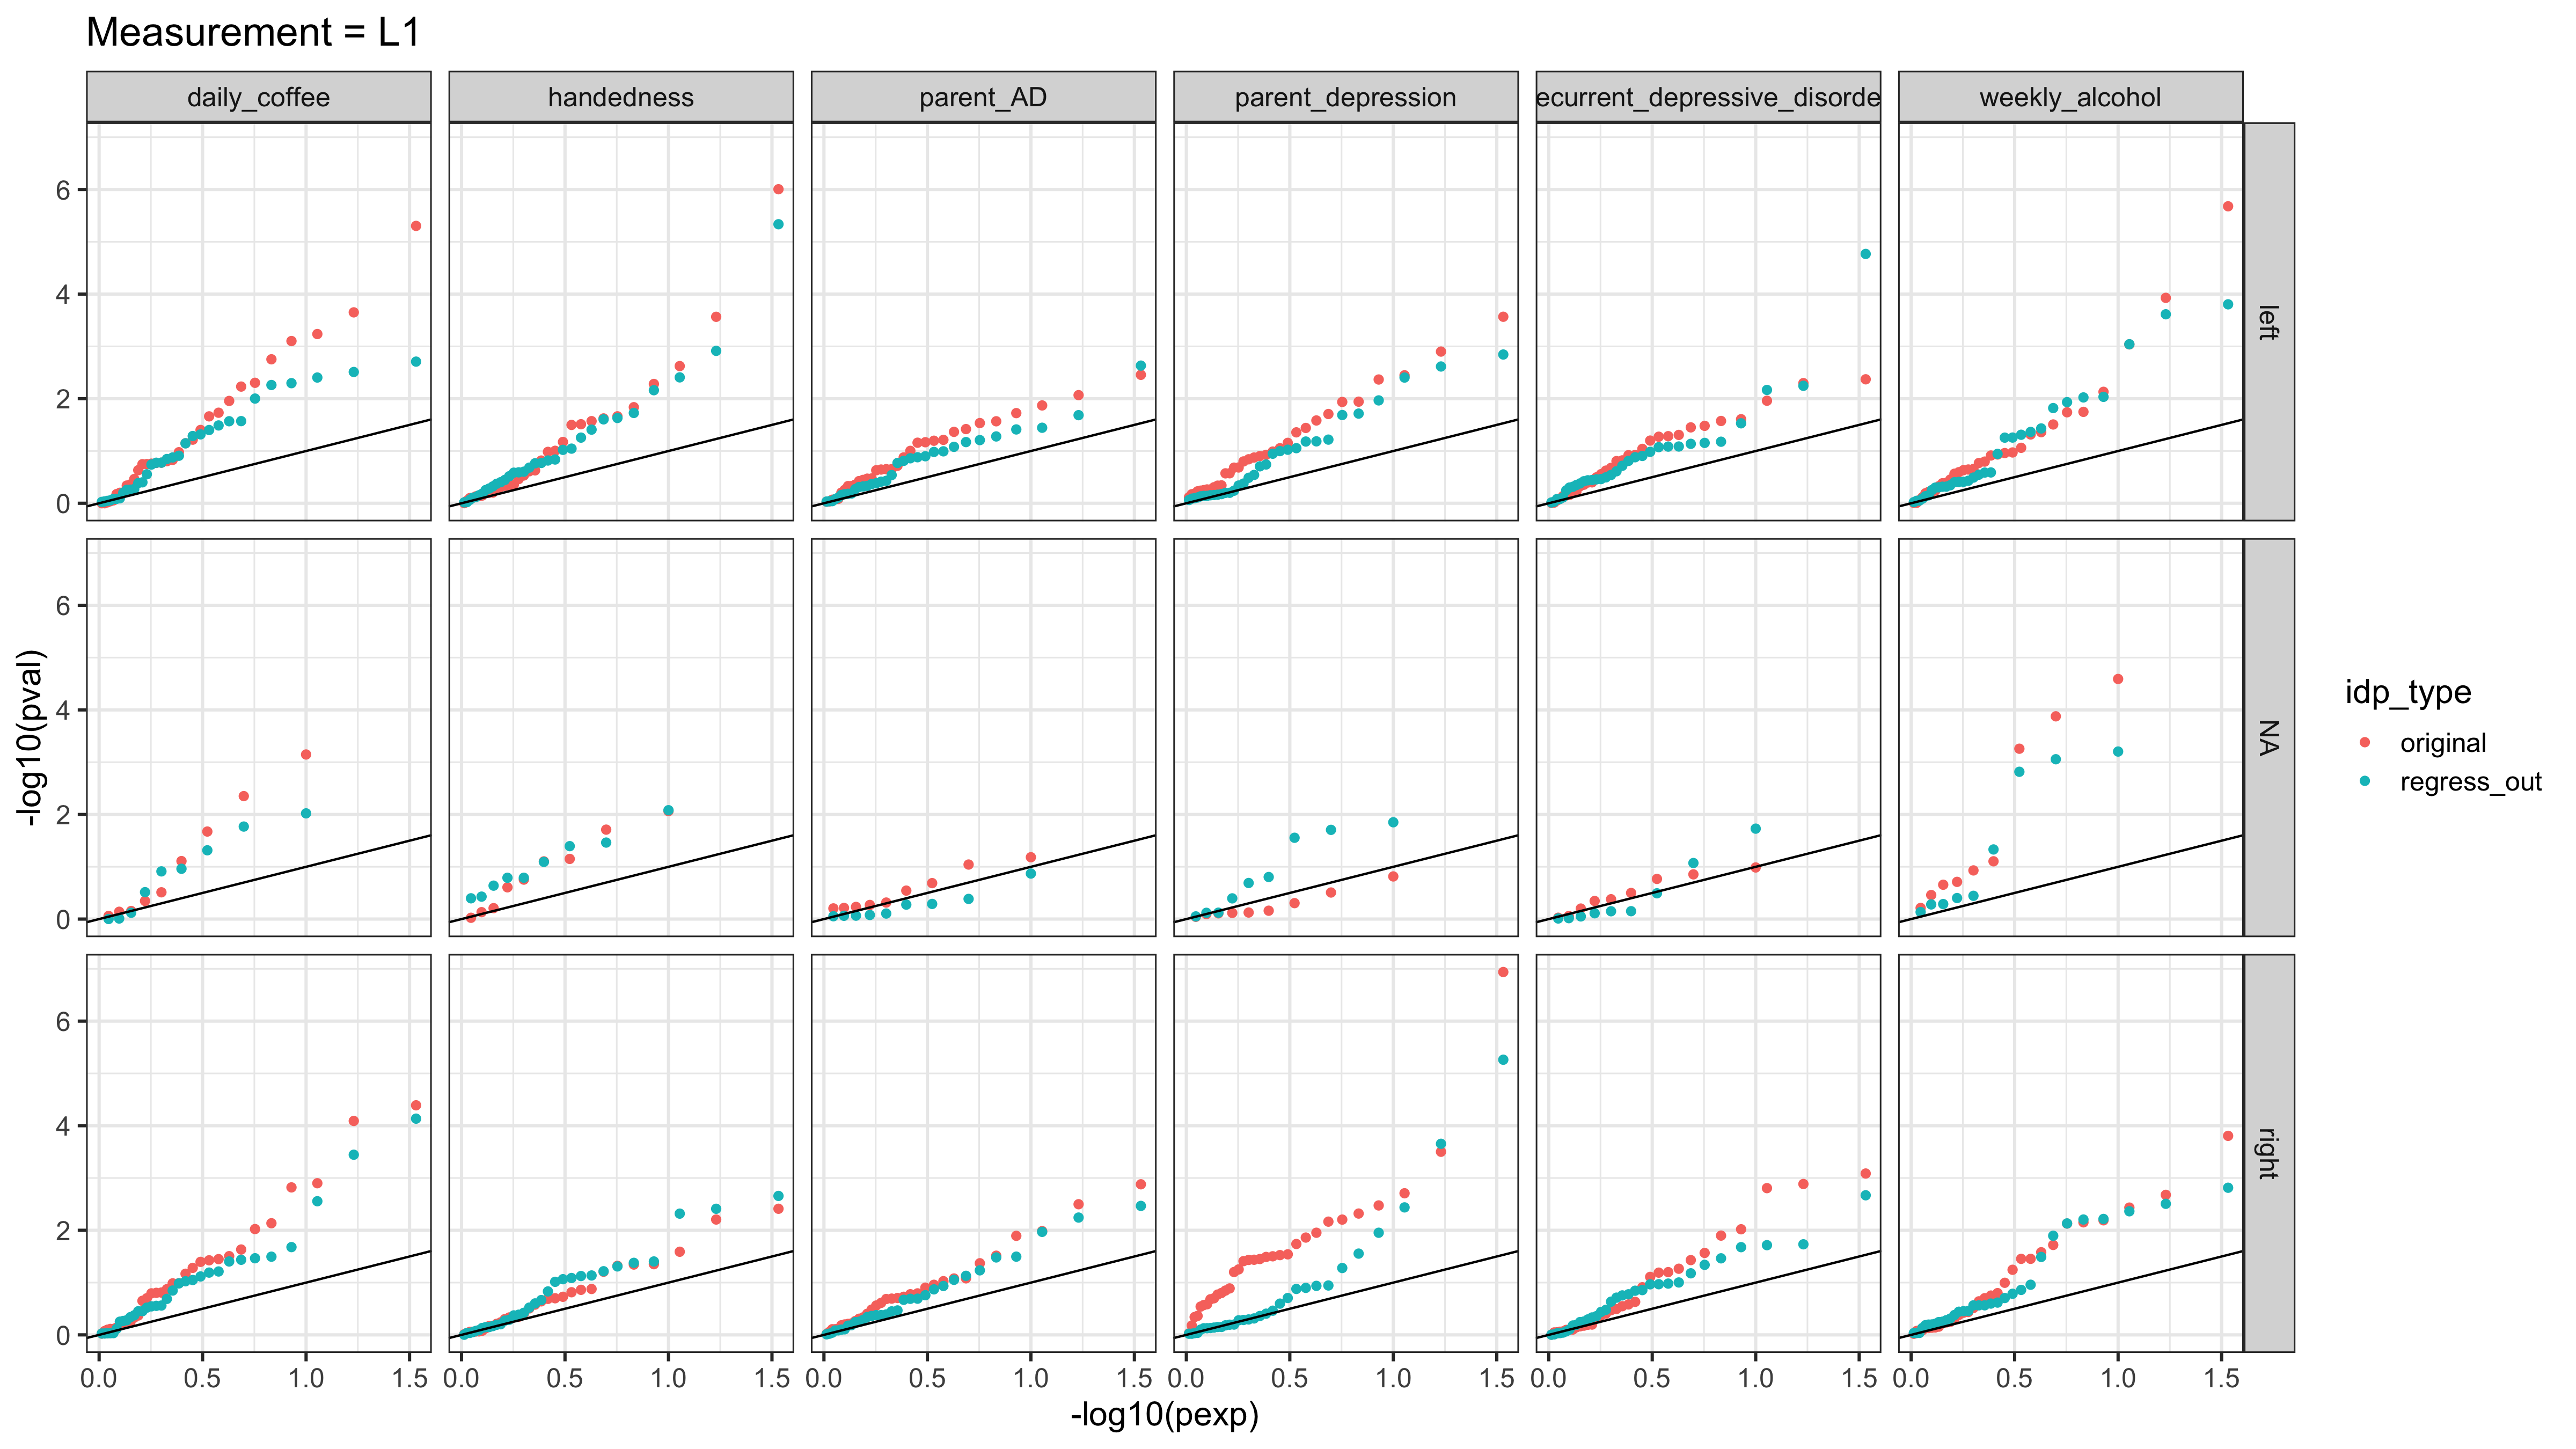 Measurement = L1
daily_coffee handedness parent_AD parent_depression ecurrent_depressive_disorde weekly_alcohol
6
4
2
0
left
6
4
2
0
NA
6
4
2
0
right
0.0 0.5 1.0 1.5 0.0 0.5 1.0 1.5 0.0 0.5 1.0 1.5 0.0 0.5 1.0 1.5 0.0 0.5 1.0 1.5 0.0 0.5 1.0 1.5
-log10(pexp)
-log10(pval)
idp_type
original
regress_out